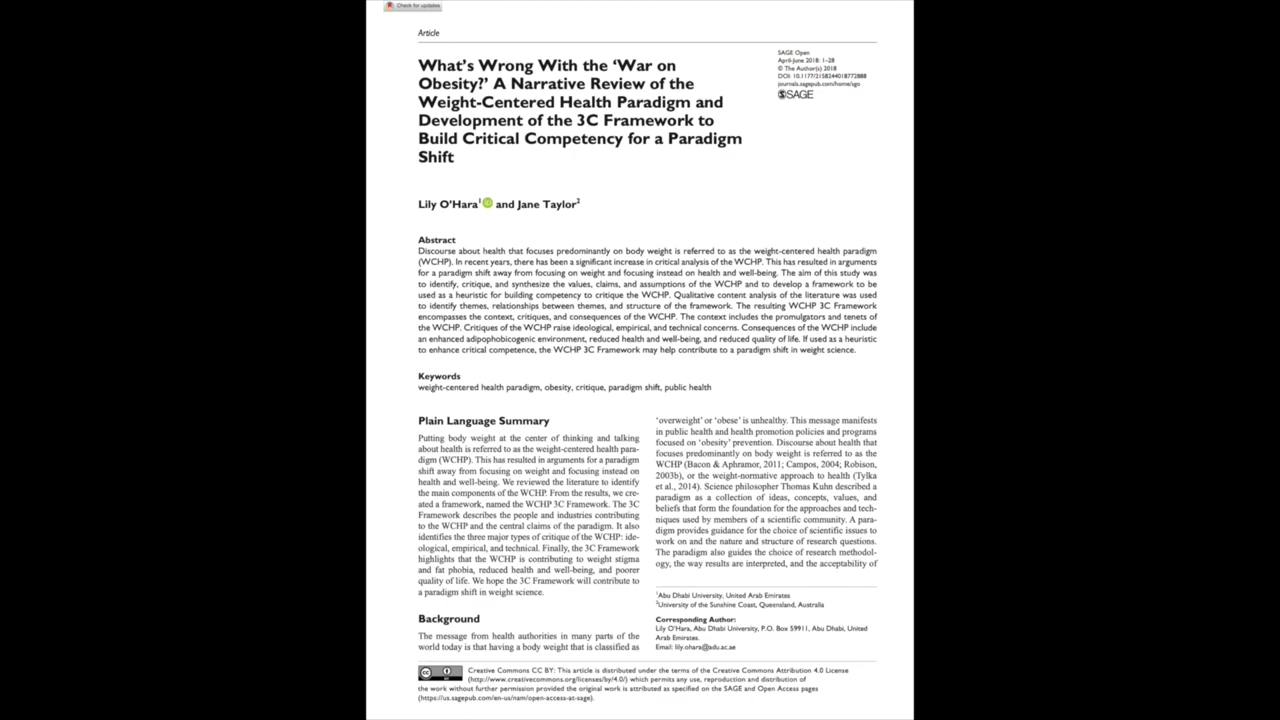 Check for updates
Article
What's Wrong With the 'War on
Obesity?' A Narrative Review of the
Weight-Centered Health Paradigm and
Development of the 3C Framework to
Build Critical Competency for a Paradigm
Shift
SAGE Open
April-June 2018: 1–28
© The Author(s) 2018
DOI: 10.1177/2158244018772888
journals.sagepub.com/home/sgo
SAGE
Lily O'Hara1 iD and Jane Taylor2
Abstract
Discourse about health that focuses predominantly on body weight is referred to as the weight-centered health paradigm
(WCHP). In recent years, there has been a significant increase in critical analysis of the WCHP. This has resulted in arguments
for a paradigm shift away from focusing on weight and focusing instead on health and well-being. The aim of this study was
to identify, critique, and synthesize the values, claims, and assumptions of the WCHP and to develop a framework to be
used as a heuristic for building competency to critique the WCHP. Qualitative content analysis of the literature was used
to identify themes, relationships between themes, and structure of the framework. The resulting WCHP 3C Framework
encompasses the context, critiques, and consequences of the WCHP. The context includes the promulgators and tenets of
the WCHP. Critiques of the WCHP raise ideological, empirical, and technical concerns. Consequences of the WCHP include
an enhanced adipophobicogenic environment, reduced health and well-being, and reduced quality of life. If used as a heuristic
to enhance critical competence, the WCHP 3C Framework may help contribute to a paradigm shift in weight science.
Keywords
weight-centered health paradigm, obesity, critique, paradigm shift, public health
Plain Language Summary
Putting body weight at the center of thinking and talking
about health is referred to as the weight-centered health para-
digm (WCHP). This has resulted in arguments for a paradigm
shift away from focusing on weight and focusing instead on
health and well-being. We reviewed the literature to identify
the main components of the WCHP. From the results, we cre-
ated a framework, named the WCHP 3C Framework. The 3C
Framework describes the people and industries contributing
to the WCHP and the central claims of the paradigm. It also
identifies the three major types of critique of the WCHP: ide-
ological, empirical, and technical. Finally, the 3C Framework
highlights that the WCHP is contributing to weight stigma
and fat phobia, reduced health and well-being, and poorer
quality of life. We hope the 3C Framework will contribute to
a paradigm shift in weight science.
Background
The message from health authorities in many parts of the
world today is that having a body weight that is classified as
'overweight' or 'obese' is unhealthy. This message manifests
in public health and health promotion policies and programs
focused on 'obesity' prevention. Discourse about health that
focuses predominantly on body weight is referred to as the
WCHP (Bacon & Aphramor, 2011; Campos, 2004; Robison,
2003b), or the weight-normative approach to health (Tylka
et al., 2014). Science philosopher Thomas Kuhn described a
paradigm as a collection of ideas, concepts, values, and
beliefs that form the foundation for the approaches and tech-
niques used by members of a scientific community. A para-
digm provides guidance for the choice of scientific issues to
work on and the nature and structure of research questions.
The paradigm also guides the choice of research methodol-
ogy, the way results are interpreted, and the acceptability of
1Abu Dhabi University, United Arab Emirates
2University of the Sunshine Coast, Queensland, Australia
Corresponding Author:
Lily O'Hara, Abu Dhabi University, P.O. Box 59911, Abu Dhabi, United
Arab Emirates.
Email: lily.ohara@adu.ac.ae
Creative Commons CC BY: This article is distributed under the terms of the Creative Commons Attribution 4.0 License
(http://www.creativecommons.org/licenses/by/4.0/) which permits any use, reproduction and distribution of
the work without further permission provided the original work is attributed as specified on the SAGE and Open Access pages
(https://us.sagepub.com/en-us/nam/open-access-at-sage).